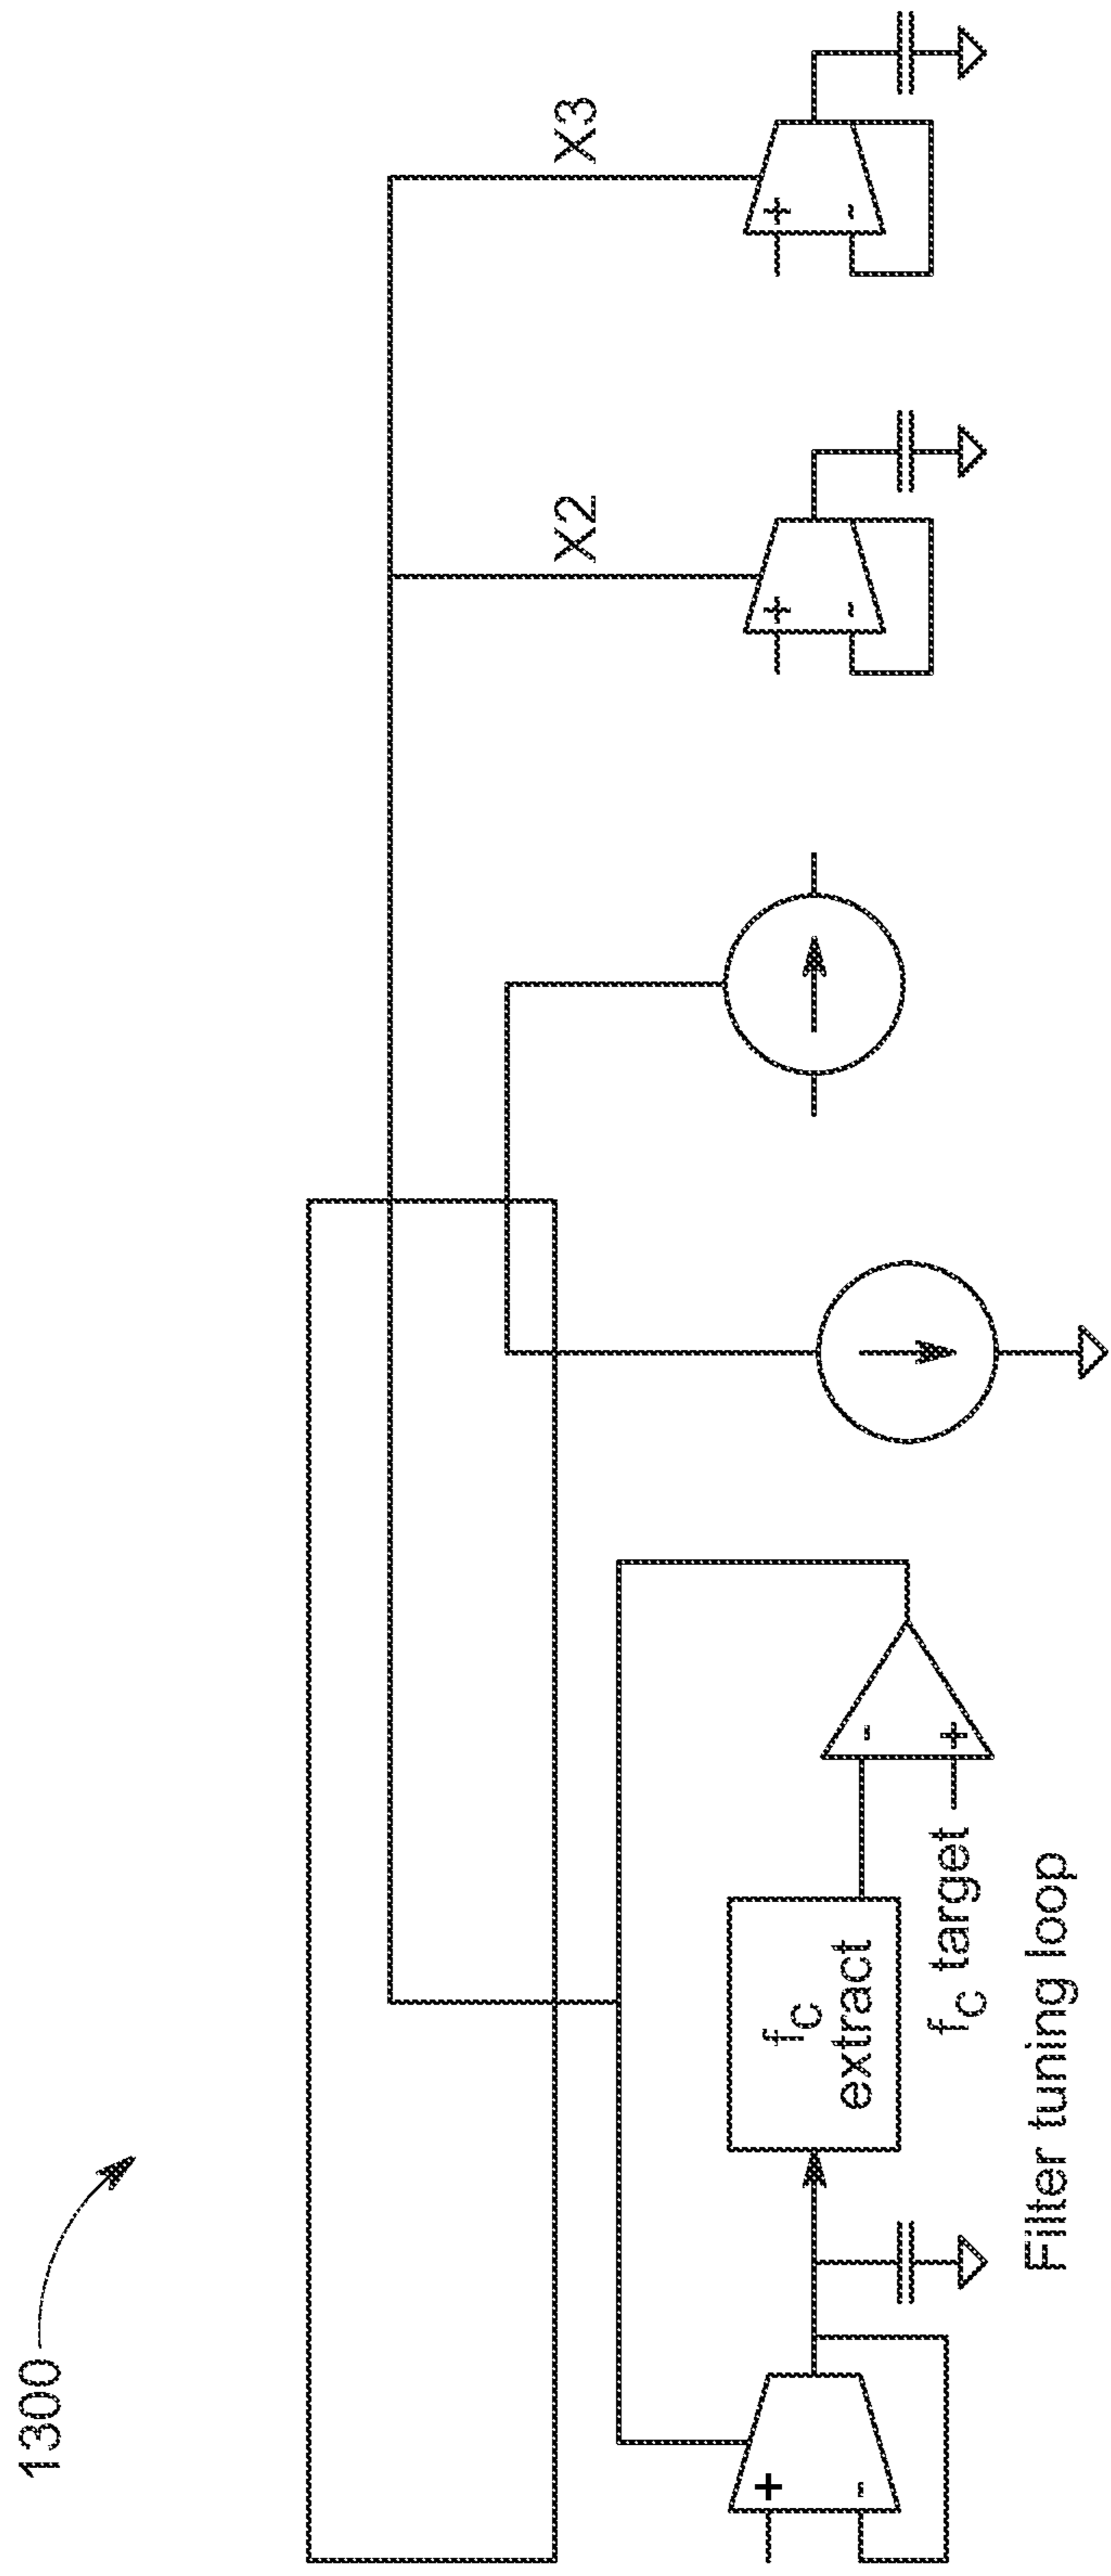 1300
X2
X3
+
-
+
-
+
-
fc
extract
-
+
fc target
Filter tuning loop